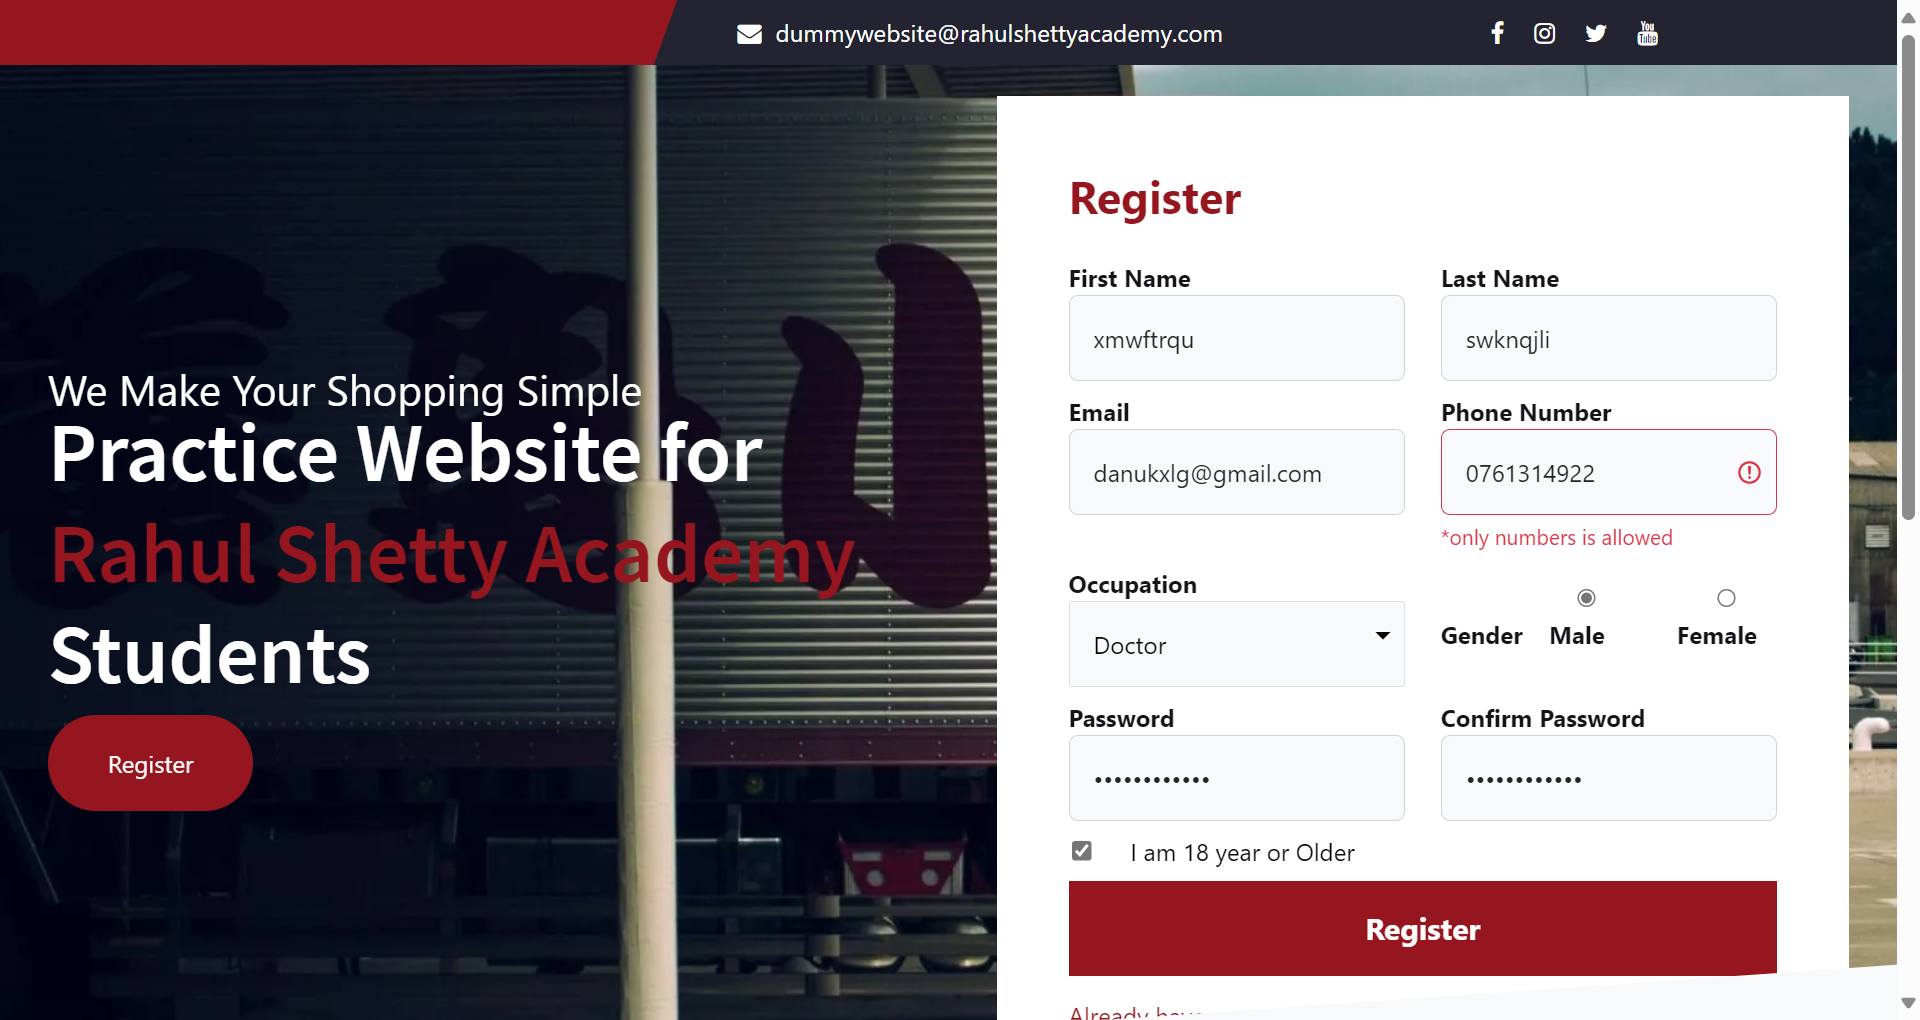 dummywebsite@rahulshettyacademy.com
You
Tube
We Make Your Shopping Simple
Practice Website for
Rahul Shetty Academy
Students
Register
Register
First Name
Last Name
xmwftrqu
swknqjli
Email
Phone Number
danukxlg@gmail.com
0761314922
*only numbers is allowed
Occupation
Doctor
Gender
Male
Female
Password
Confirm Password
••••••••••••
••••••••••••
I am 18 year or Older
Register
Already have